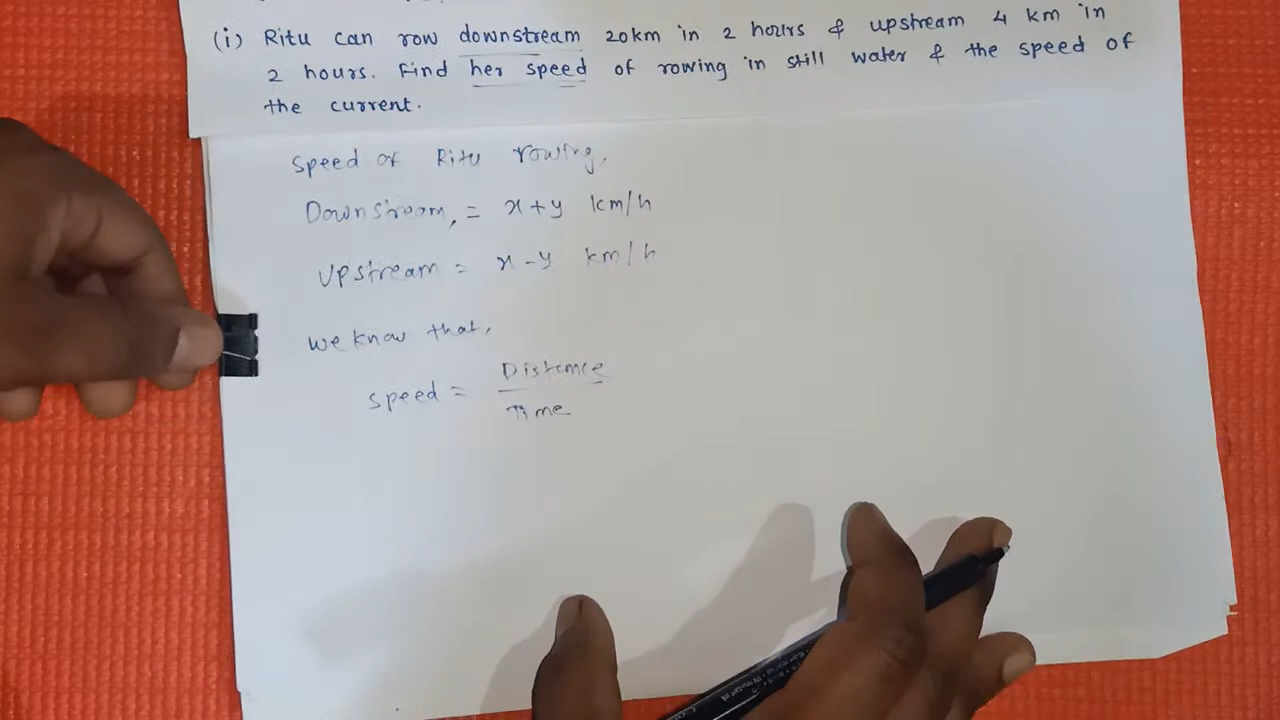 (i) Ritu can row downstream 20km in 2 hours & upstream 4 km in
2 hours. Find her speed of rowing in still water & the speed of
the current.
Speed of Ritu rowing,
Downstream, = x+y km/h
Upstream = x-y km/h
we know that,
speed = Distance
Time